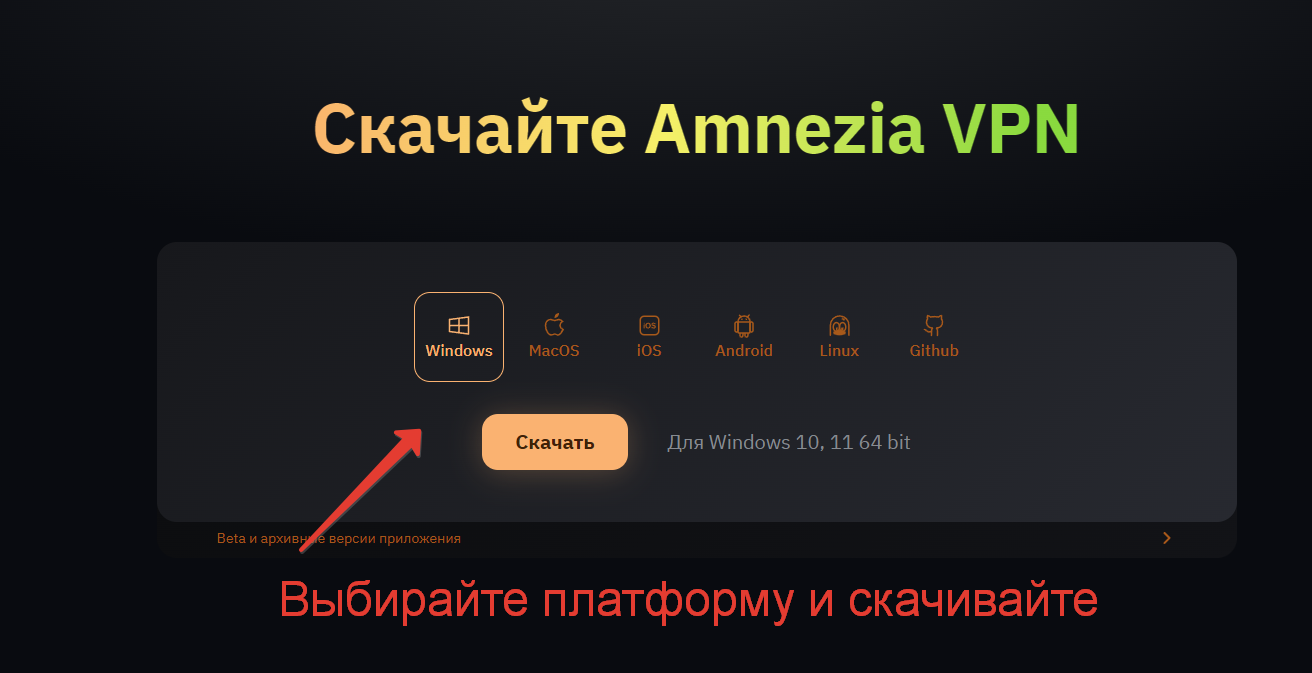 Скачайте Amnezia VPN
Windows MacOS iOS Android Linux Github
Скачать Для Windows 10, 11 64 bit
Beta и архивные версии приложения
Выбирайте платформу и скачивайте